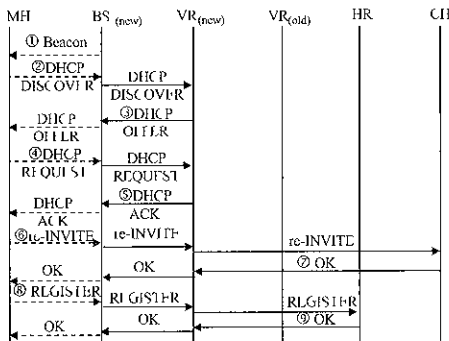 MH BS (new) VR(new) VR(old) HR CH
① Beacon
②DHCP
DISCOVER
DHCP
DISCOVER
③DHCP
OFFER
DHCP
OFFER
④DHCP
REQUEST
DHCP
REQUEST
⑤DHCP
ACK
DHCP
ACK
⑥re-INVITE
re-INVITE
re-INVITE
⑦ OK
OK
OK
⑧ REGISTER
REGISTER
REGISTER
⑨ OK
OK
OK